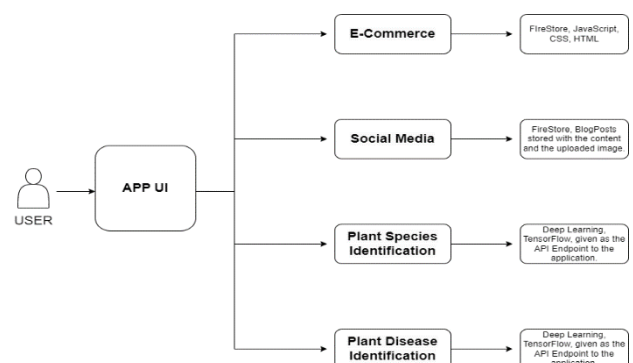 E-Commerce
FIreStore, JavaScript,
CSS, HTML
Social Media
FireStore, BlogPosts
stored with the content
and the uploaded image.
USER
APP UI
Plant Species
Identification
Deep Learning,
TensorFlow, given as the
API Endpoint to the
application.
Plant Disease
Identification
Deep Learning,
TensorFlow, given as the
API Endpoint to the
application.